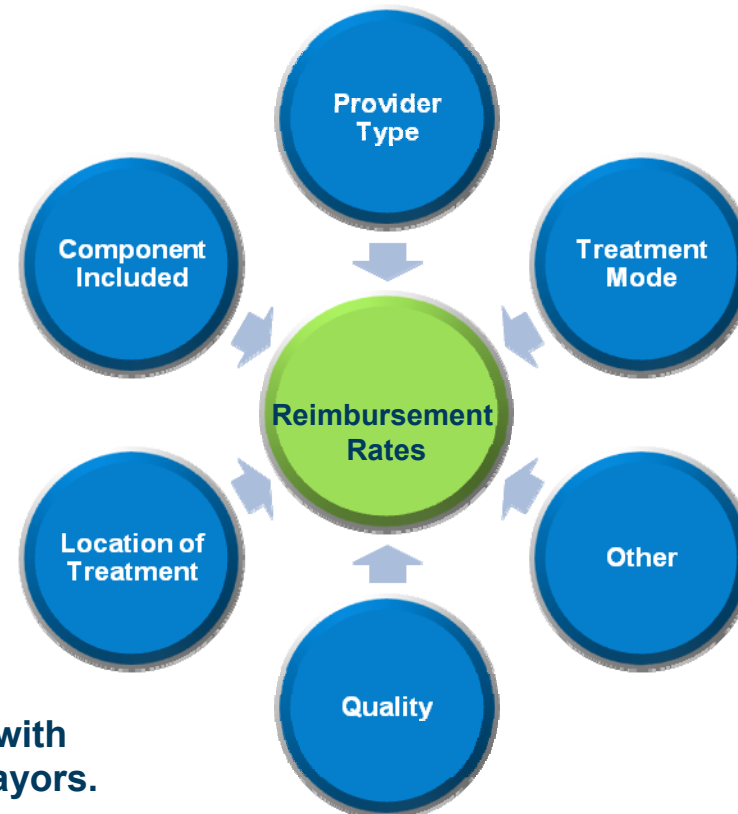 Provider
Type
Component
Included
Treatment
Mode
Reimbursement
Rates
Location of
Treatment
Other
Quality
with
ayors.